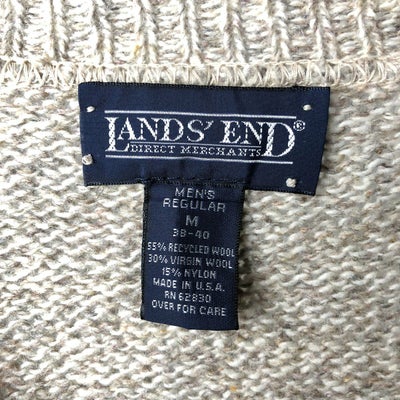 LANDS' END®
DIRECT MERCHANTS
MEN'S
REGULAR
M
38-40
55% RECYCLED WOOL
30% VIRGIN WOOL
15% NYLON
MADE IN U.S.A.
RN 62830
OVER FOR CARE